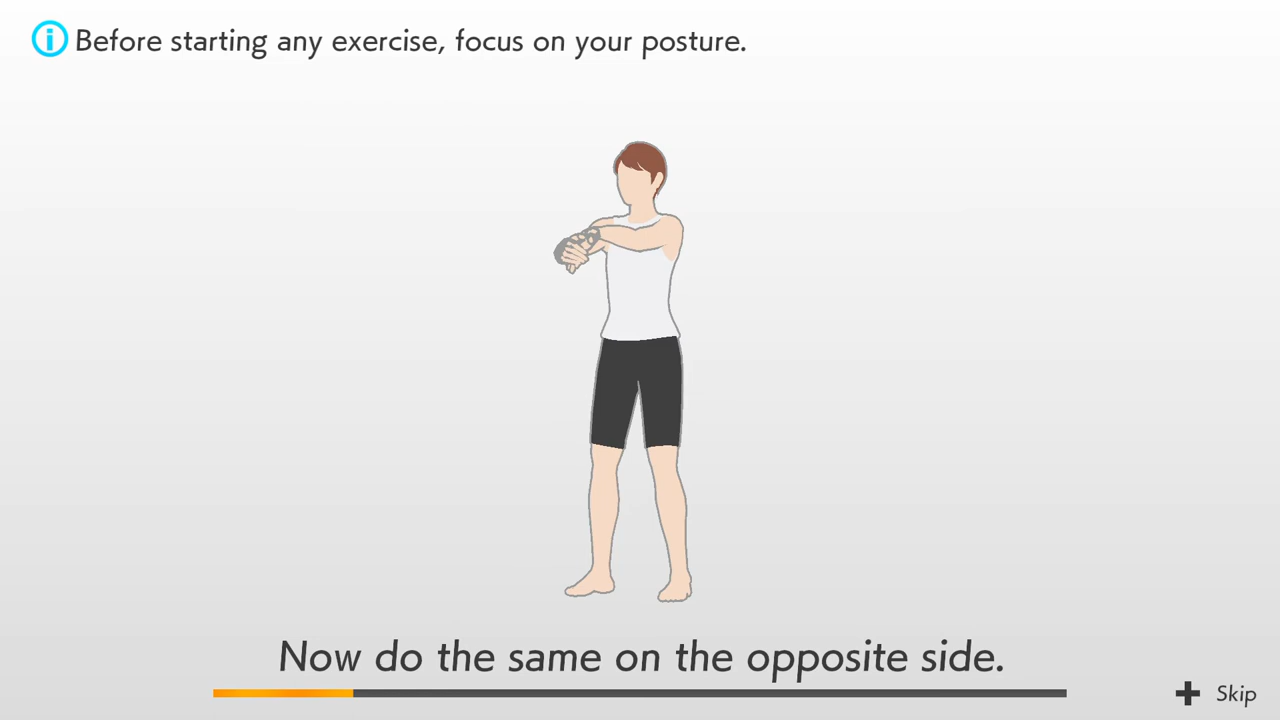 Before starting any exercise, focus on your posture.
Now do the same on the opposite side.
Skip